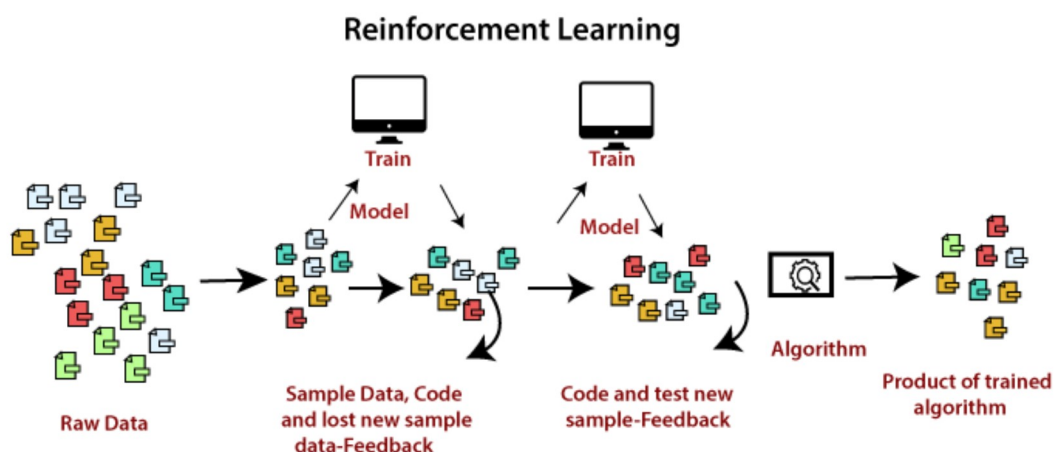 Reinforcement Learning
Train
Train
Model
Model
Algorithm
Raw Data
Sample Data, Code
and lost new sample
data-Feedback
Code and test new
sample-Feedback
Product of trained
algorithm